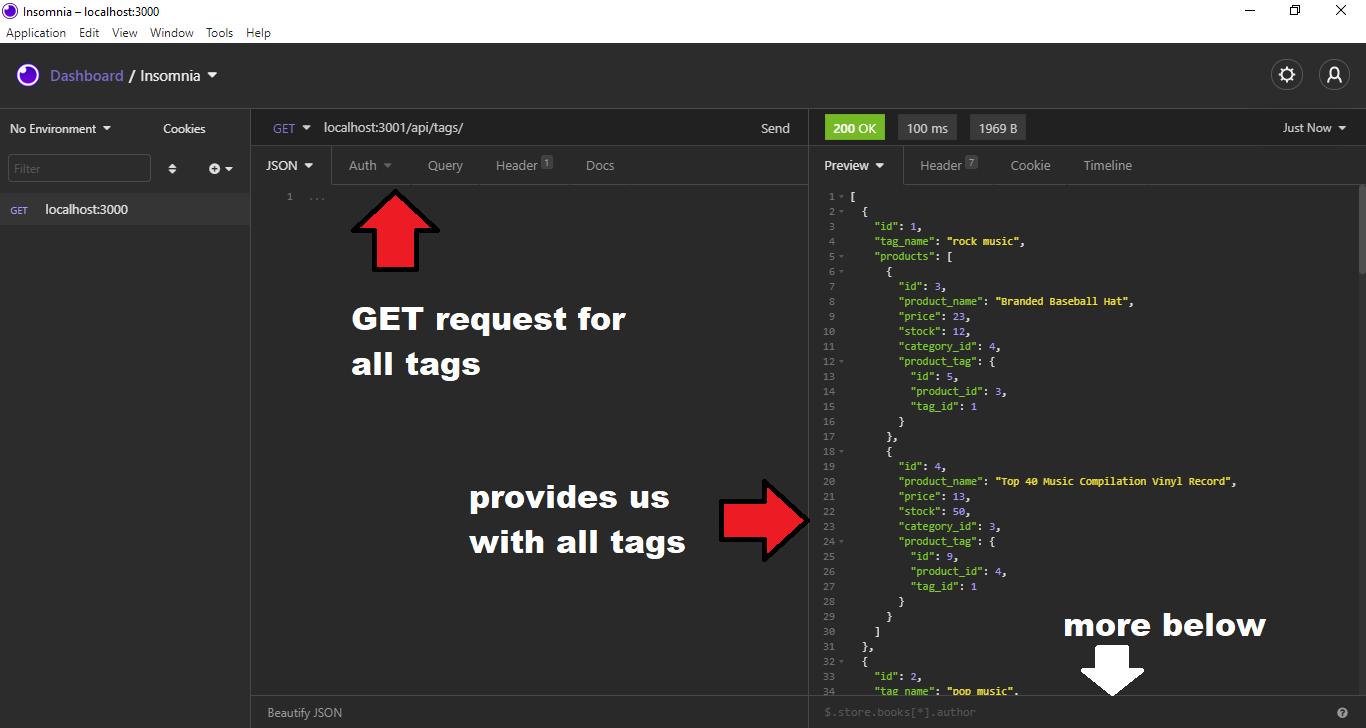 Insomnia – localhost:3000
Application Edit View Window Tools Help
Dashboard / Insomnia
No Environment Cookies
Filter
GET localhost:3000
GET localhost:3001/api/tags/ Send
JSON Auth Query Header 1 Docs
1 ...
GET request for
all tags
provides us
with all tags
Beautify JSON
200 OK 100 ms 1969 B Just Now
Preview Header 7 Cookie Timeline
1 [
2 {
3 "id": 1,
4 "tag_name": "rock music",
5 "products": [
6 {
7 "id": 3,
8 "product_name": "Branded Baseball Hat",
9 "price": 23,
10 "stock": 12,
11 "category_id": 4,
12 "product_tag": {
13 "id": 5,
14 "product_id": 3,
15 "tag_id": 1
16 }
17 },
18 {
19 "id": 4,
20 "product_name": "Top 40 Music Compilation Vinyl Record",
21 "price": 13,
22 "stock": 50,
23 "category_id": 3,
24 "product_tag": {
25 "id": 9,
26 "product_id": 4,
27 "tag_id": 1
28 }
29 }
30 ]
31 },
32 {
33 "id": 2,
34 "tag_name": "pop music",
more below
$.store.books[*].author